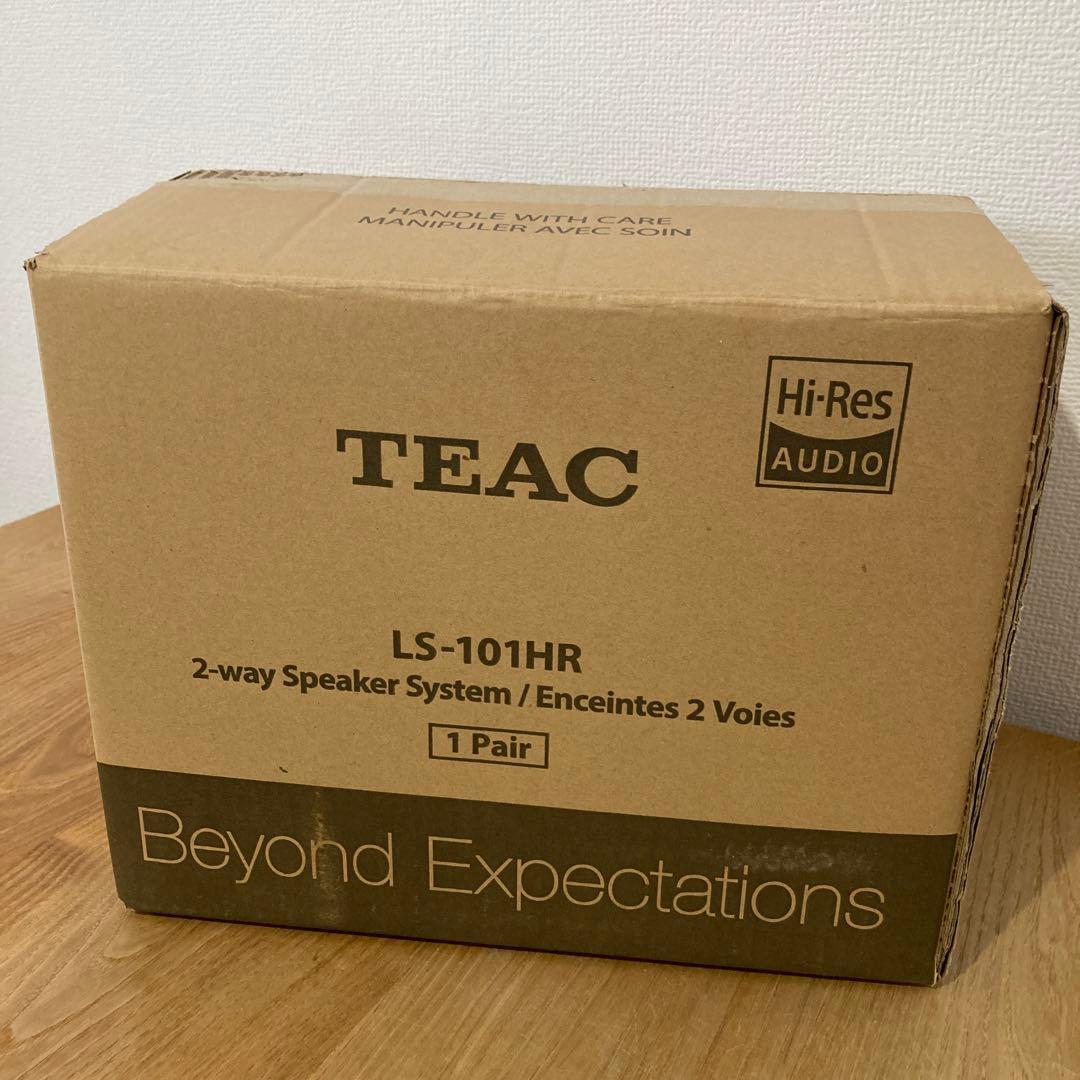 HANDLE WITH CARE
MANIPULER AVEC SOIN
Hi-Res
AUDIO
TEAC
LS-101HR
2-way Speaker System / Enceintes 2 Voies
1 Pair
Beyond Expectations